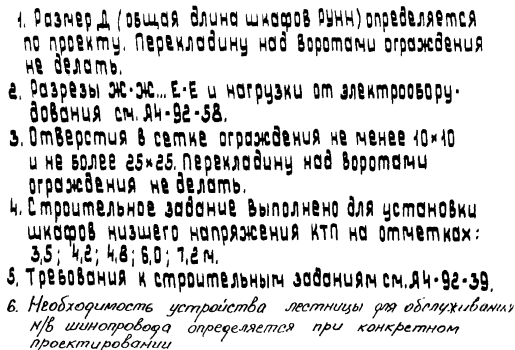 1. Размер Д (общая длина шкафов РУНН) определяется
по проекту. Перекладину над воротами ограждения
не делать.
2. Разрезы Ж-Ж... Е-Е и нагрузки от электрообору-
дования см. А4-92-58.
3. Отверстия в сетке ограждения не менее 10×10
и не более 25×25. Перекладину над воротами
ограждения не делать.
4. Строительное задание выполнено для установки
шкафов низшего напряжения КТП на отметках:
3,5; 4,2; 4,8; 6,0; 7,2 м.
5. Требования к строительным заданиям см. А4-92-39.
6. Необходимость устройства лестницы для обслуживания
н/в шинопровода определяется при конкретном
проектировании